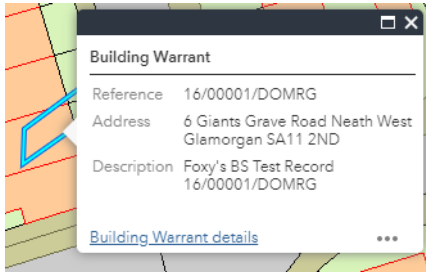 Building Warrant
Reference 16/00001/DOMRG
Address 6 Giants Grave Road Neath West
Glamorgan SA11 2ND
Description Foxy's BS Test Record
16/00001/DOMRG
Building Warrant details